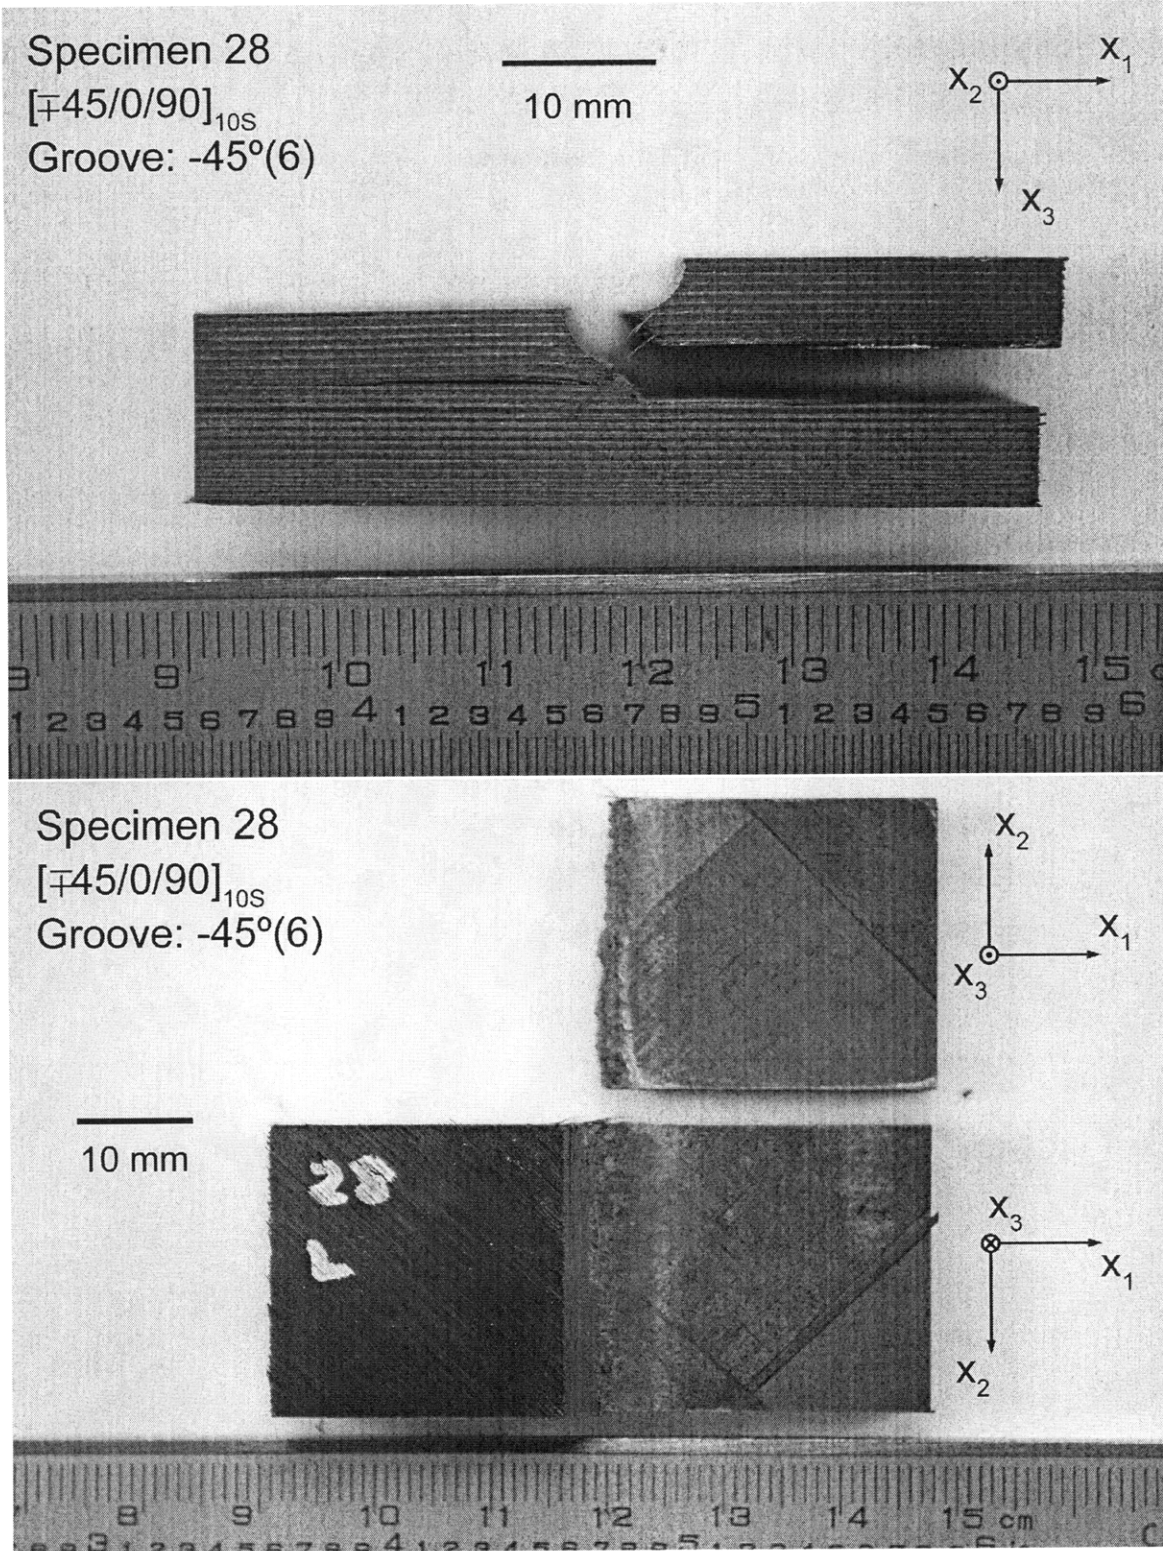 Specimen 28
[∓45/0/90]10S
Groove: -45º(6)
10 mm
X2 X1
X3
9 10 11 12 13 14 15
1 2 3 4 5 6 7 8 9 4 1 2 3 4 5 6 7 8 9 5 1 2 3 4 5 6 7 8 9 6
Specimen 28
[∓45/0/90]10S
Groove: -45º(6)
X2
X1
X3
10 mm
28
L
X3
X1
X2
8 9 10 11 12 13 14 15 cm